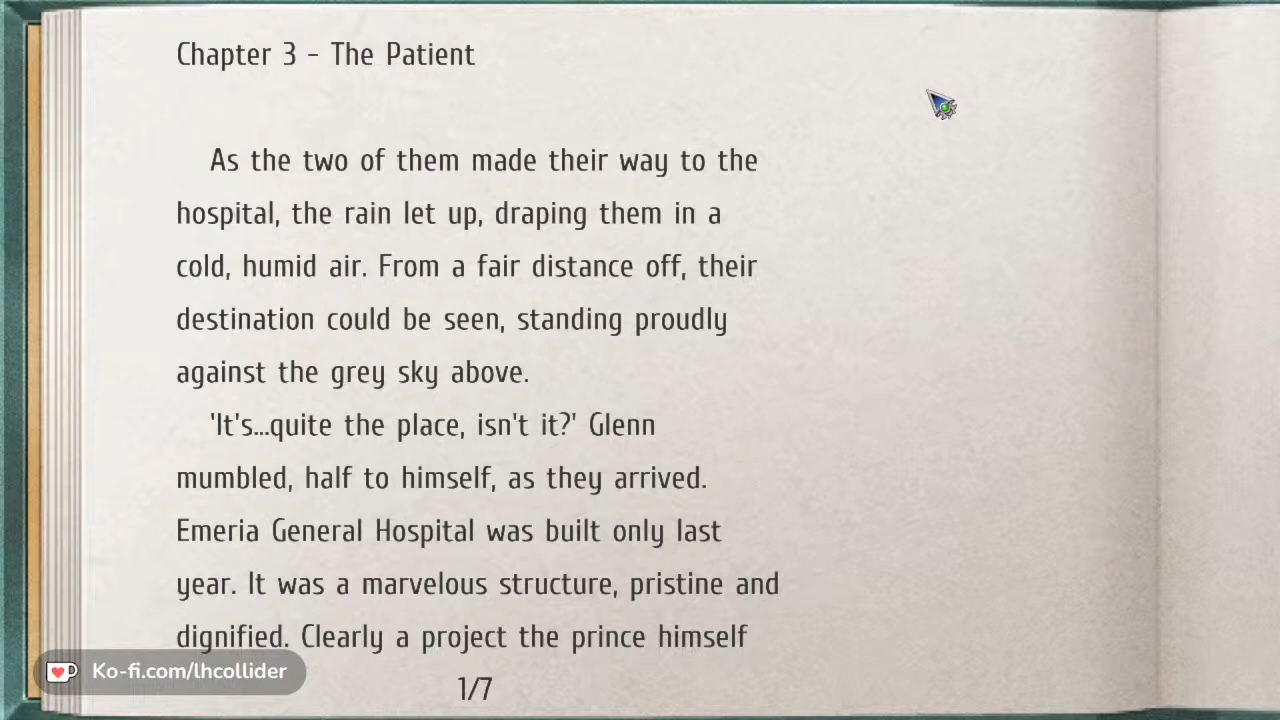 Chapter 3 - The Patient
As the two of them made their way to the
hospital, the rain let up, draping them in a
cold, humid air. From a fair distance off, their
destination could be seen, standing proudly
against the grey sky above.
'It's...quite the place, isn't it?' Glenn
mumbled, half to himself, as they arrived.
Emeria General Hospital was built only last
year. It was a marvelous structure, pristine and
dignified. Clearly a project the prince himself
Ko-fi.com/lhcollider
1/7